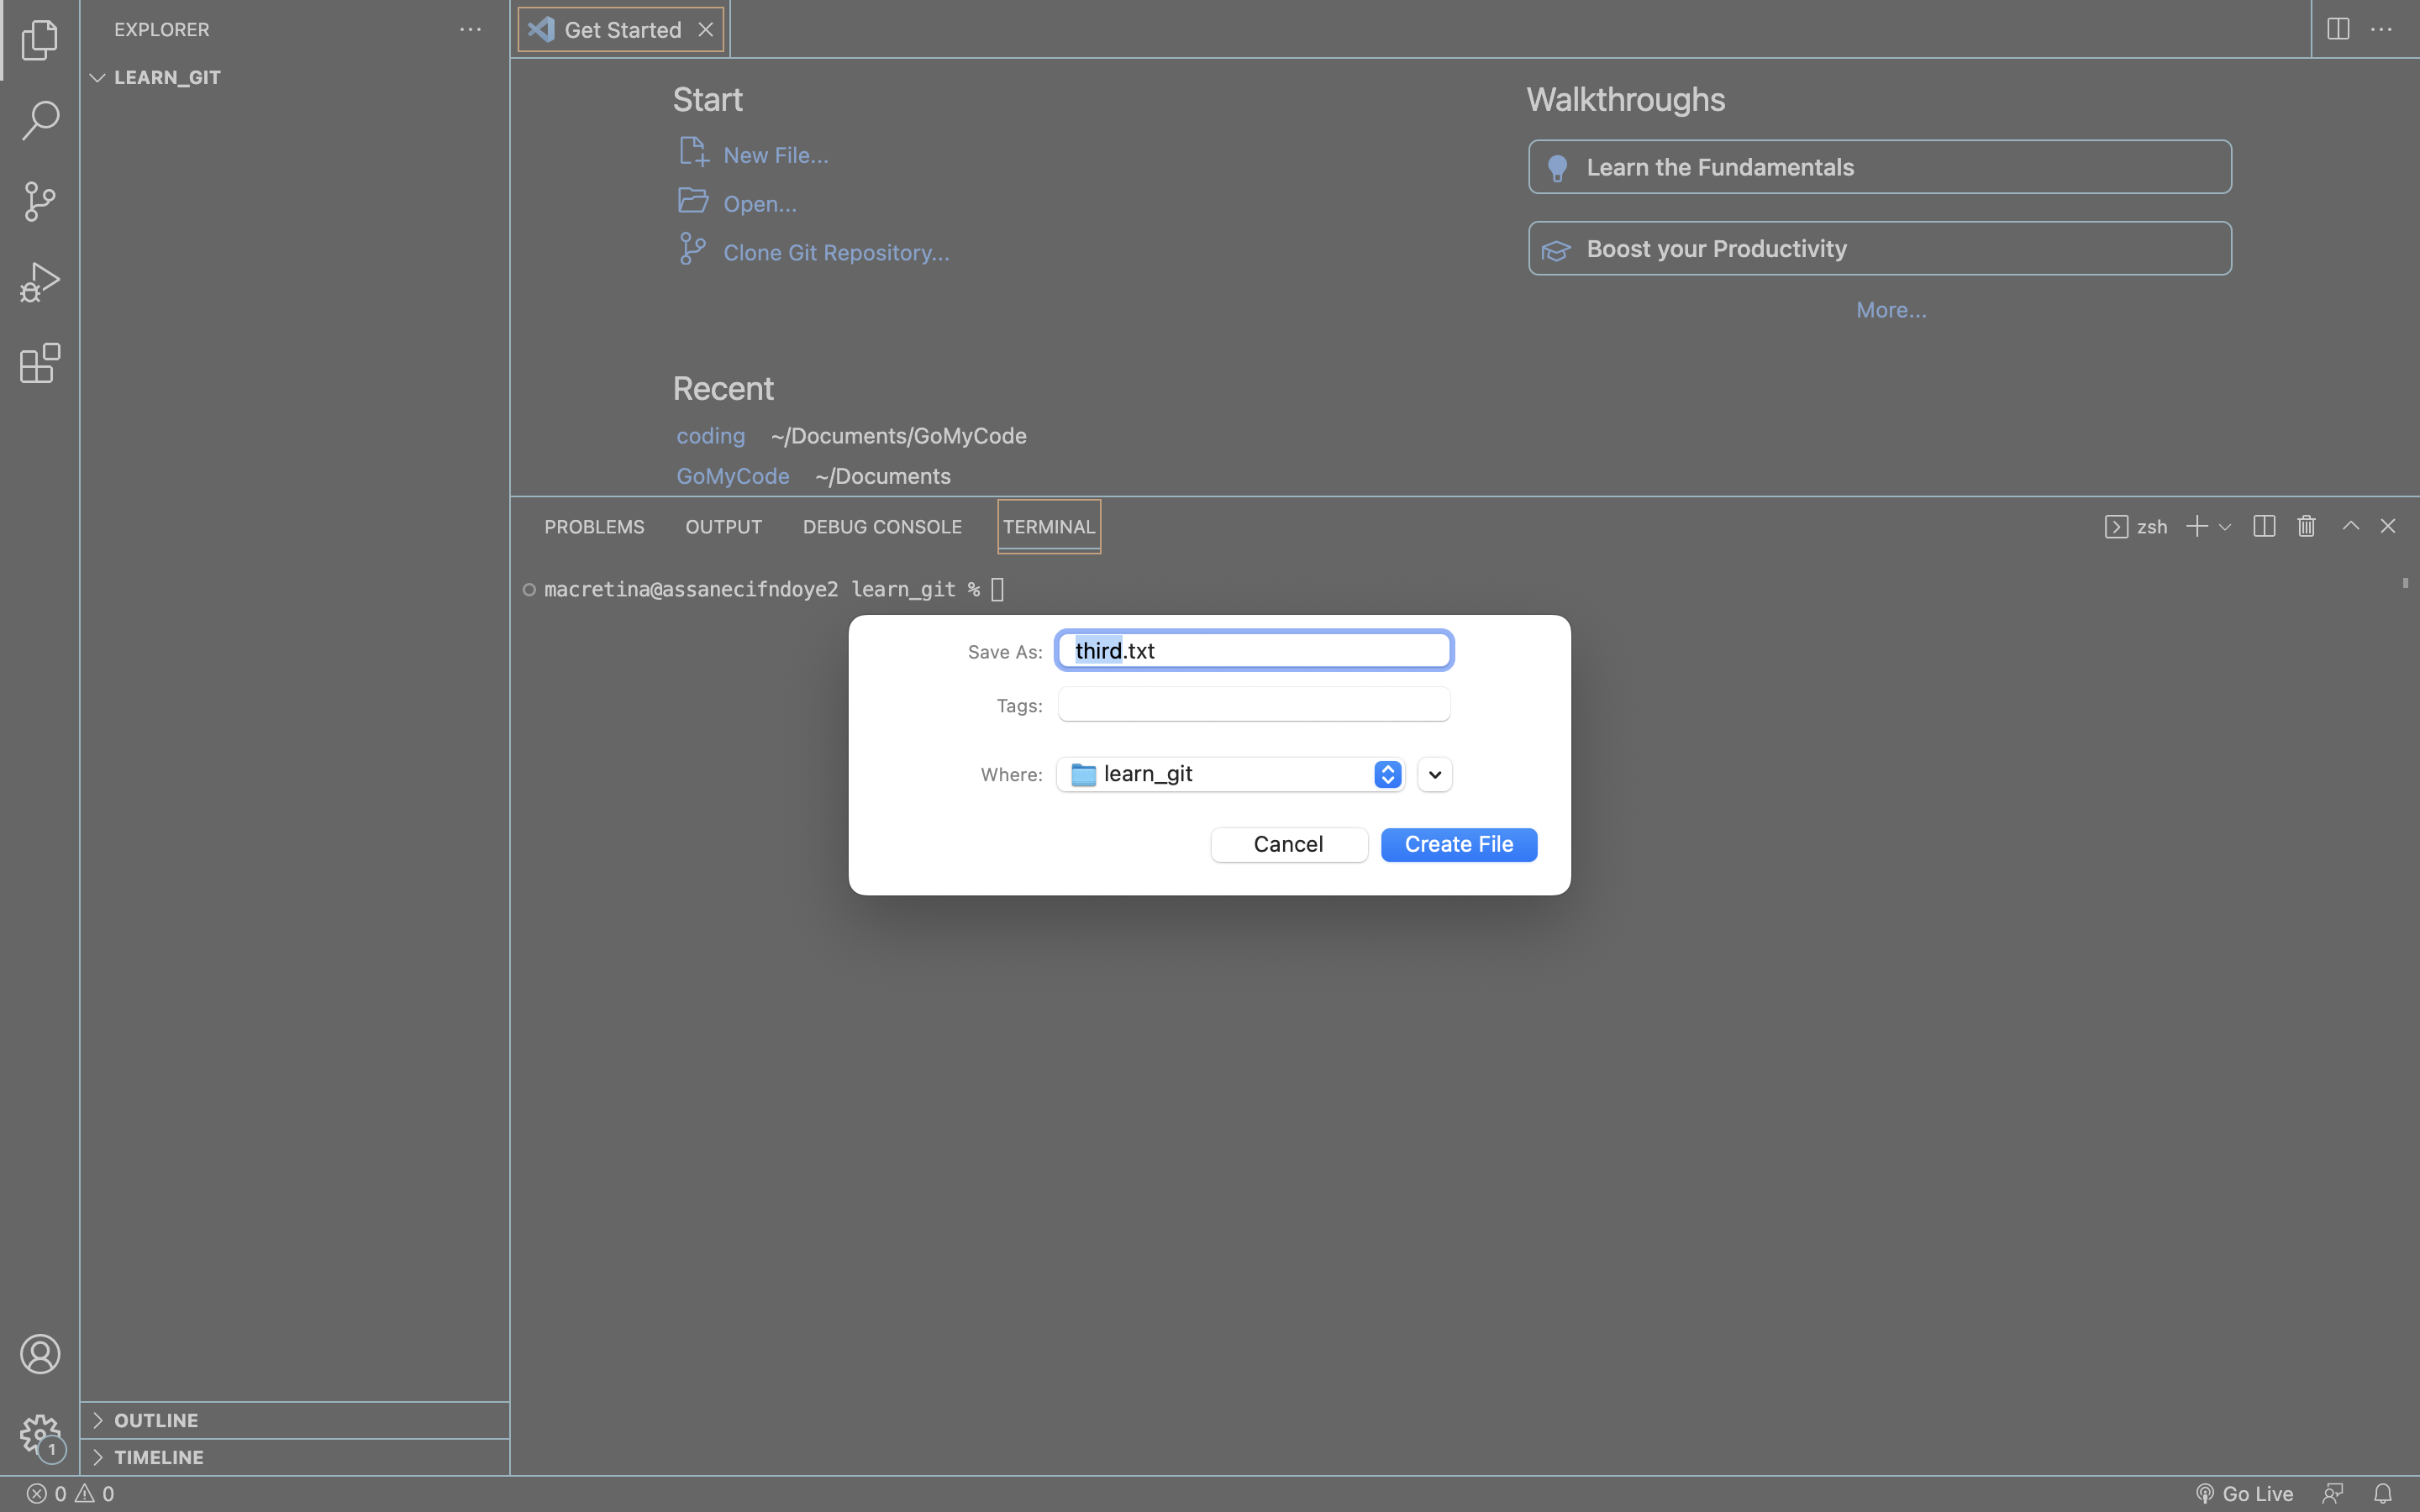 EXPLORER
LEARN_GIT
Get Started
Start
New File...
Open...
Clone Git Repository...
Walkthroughs
Learn the Fundamentals
Boost your Productivity
More...
Recent
coding ~/Documents/GoMyCode
GoMyCode ~/Documents
PROBLEMS OUTPUT DEBUG CONSOLE TERMINAL
zsh
macretina@assanecifndoye2 learn_git %
Save As: third.txt
Tags:
Where: learn_git
Cancel Create File
OUTLINE
1
TIMELINE
0 0
Go Live